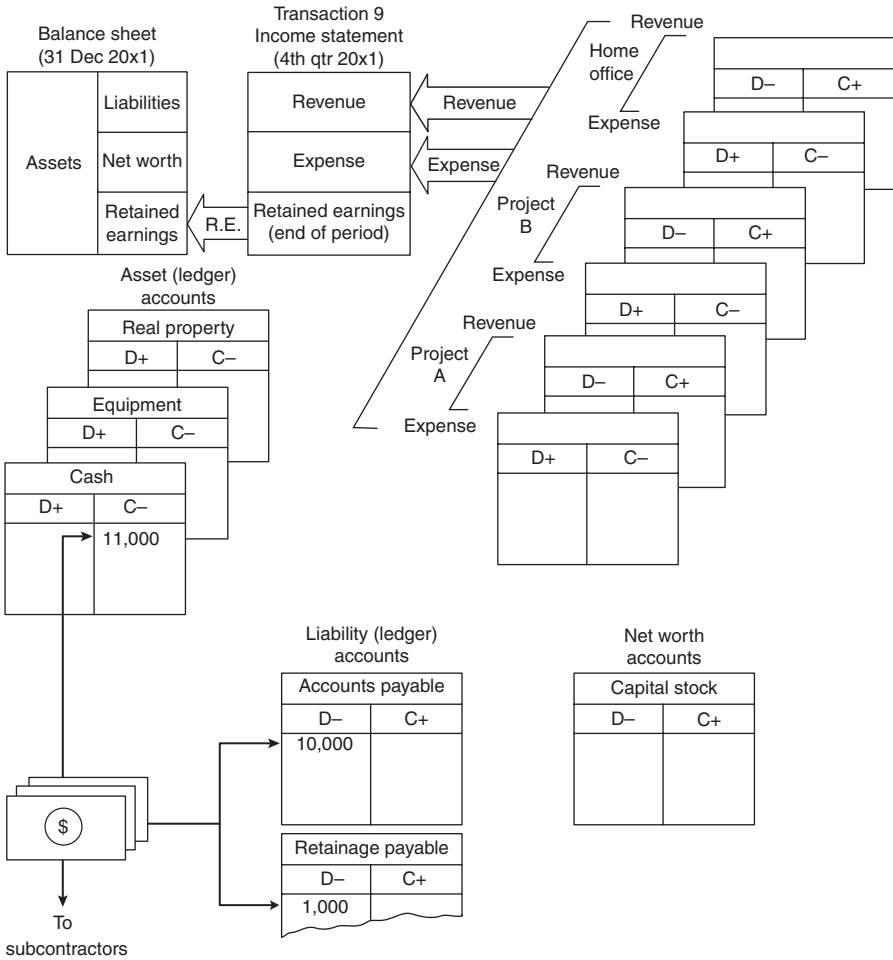 Balance sheet
(31 Dec 20x1)
Assets
Liabilities
Net worth
Retained
earnings
R.E.
Transaction 9
Income statement
(4th qtr 20x1)
Revenue
Expense
Retained earnings
(end of period)
Revenue
Expense
Revenue
Home
office
Expense
Revenue
Project
B
Expense
Revenue
Project
A
Expense
D– C+
D+ C–
D– C+
D+ C–
D– C+
D+ C–
Asset (ledger)
accounts
Real property
D+ C–
Equipment
D+ C–
Cash
D+ C–
11,000
$
To
subcontractors
Liability (ledger)
accounts
Accounts payable
D– C+
10,000
Retainage payable
D– C+
1,000
Net worth
accounts
Capital stock
D– C+